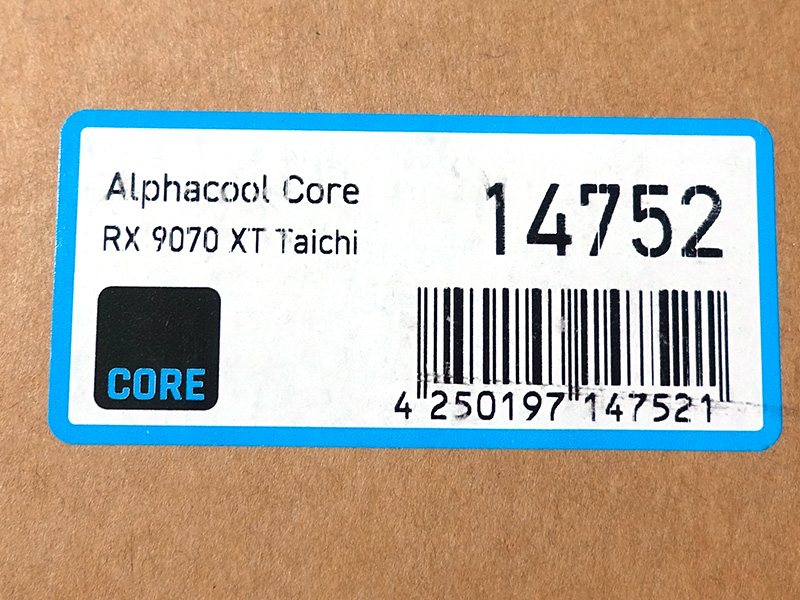 Alphacool Core
RX 9070 XT Taichi
14752
CORE
4 250197 147521